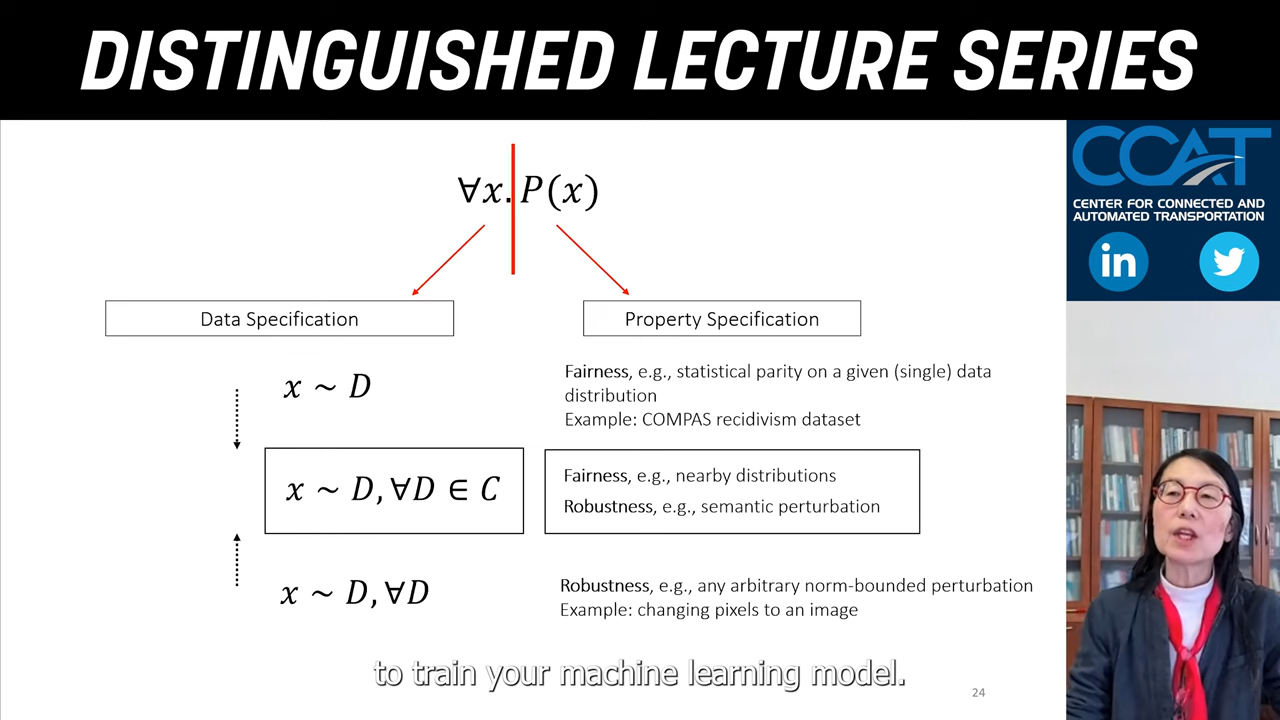 DISTINGUISHED LECTURE SERIES
CCAT
CENTER FOR CONNECTED AND
AUTOMATED TRANSPORTATION
in
∀x. P(x)
Data Specification
Property Specification
x ~ D
Fairness, e.g., statistical parity on a given (single) data
distribution
Example: COMPAS recidivism dataset
x ~ D, ∀D ∈ C
Fairness, e.g., nearby distributions
Robustness, e.g., semantic perturbation
x ~ D, ∀D
Robustness, e.g., any arbitrary norm-bounded perturbation
Example: changing pixels to an image
to train your machine learning model.
24